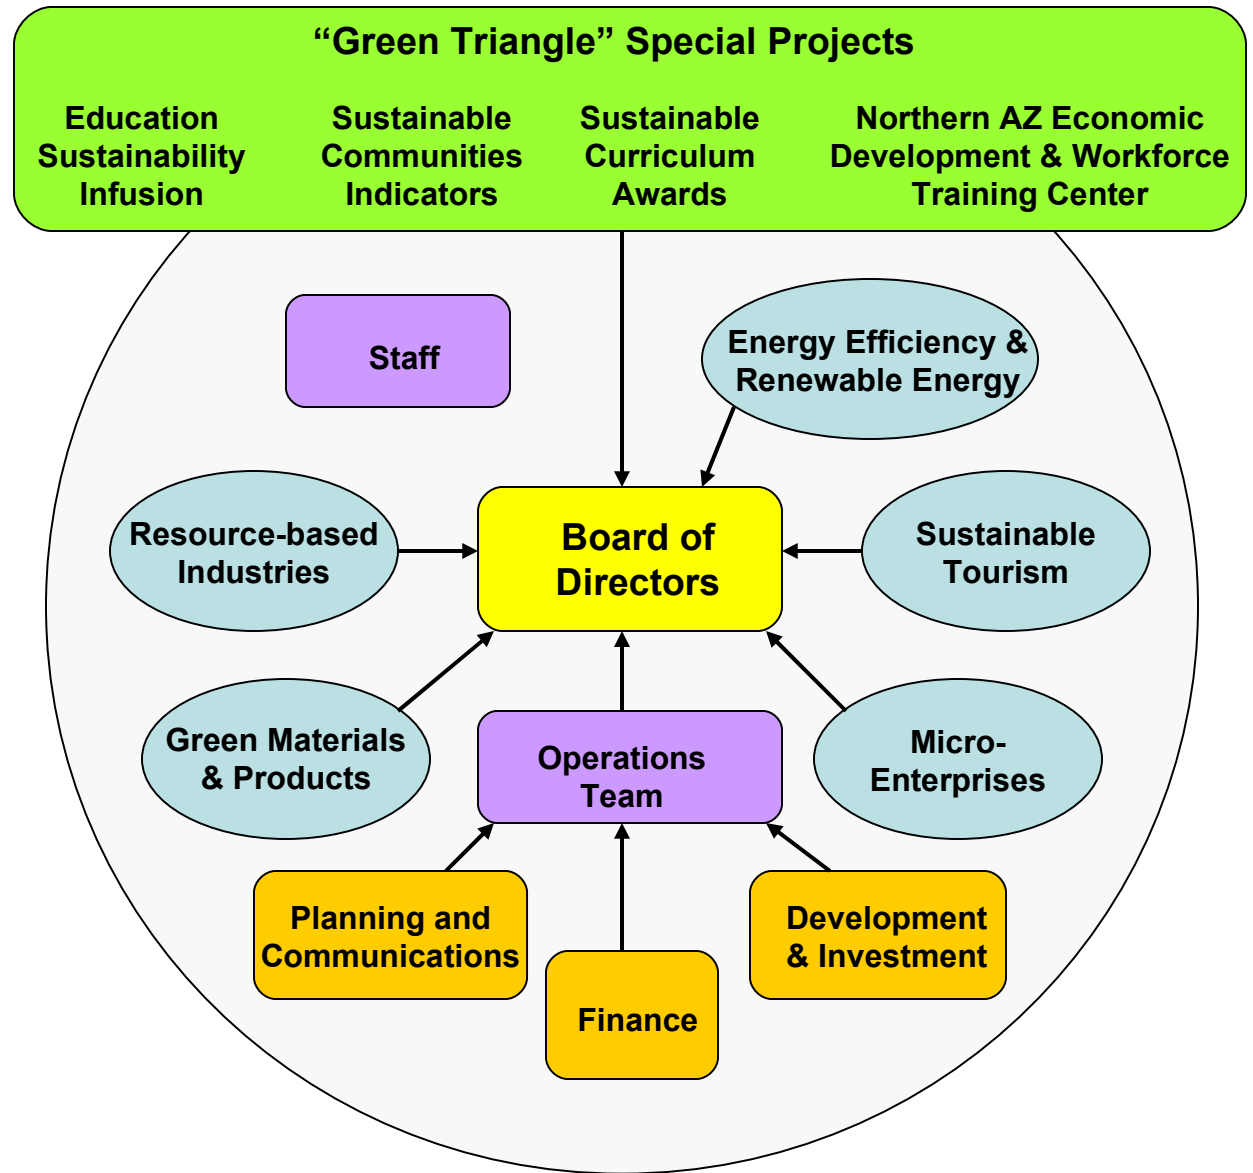 “Green Triangle” Special Projects
Education
Sustainability
Infusion
Sustainable
Communities
Indicators
Sustainable
Curriculum
Awards
Northern AZ Economic
Development & Workforce
Training Center
Staff
Energy Efficiency &
Renewable Energy
Resource-based
Industries
Board of
Directors
Sustainable
Tourism
Green Materials
& Products
Operations
Team
Micro-
Enterprises
Planning and
Communications
Finance
Development
& Investment